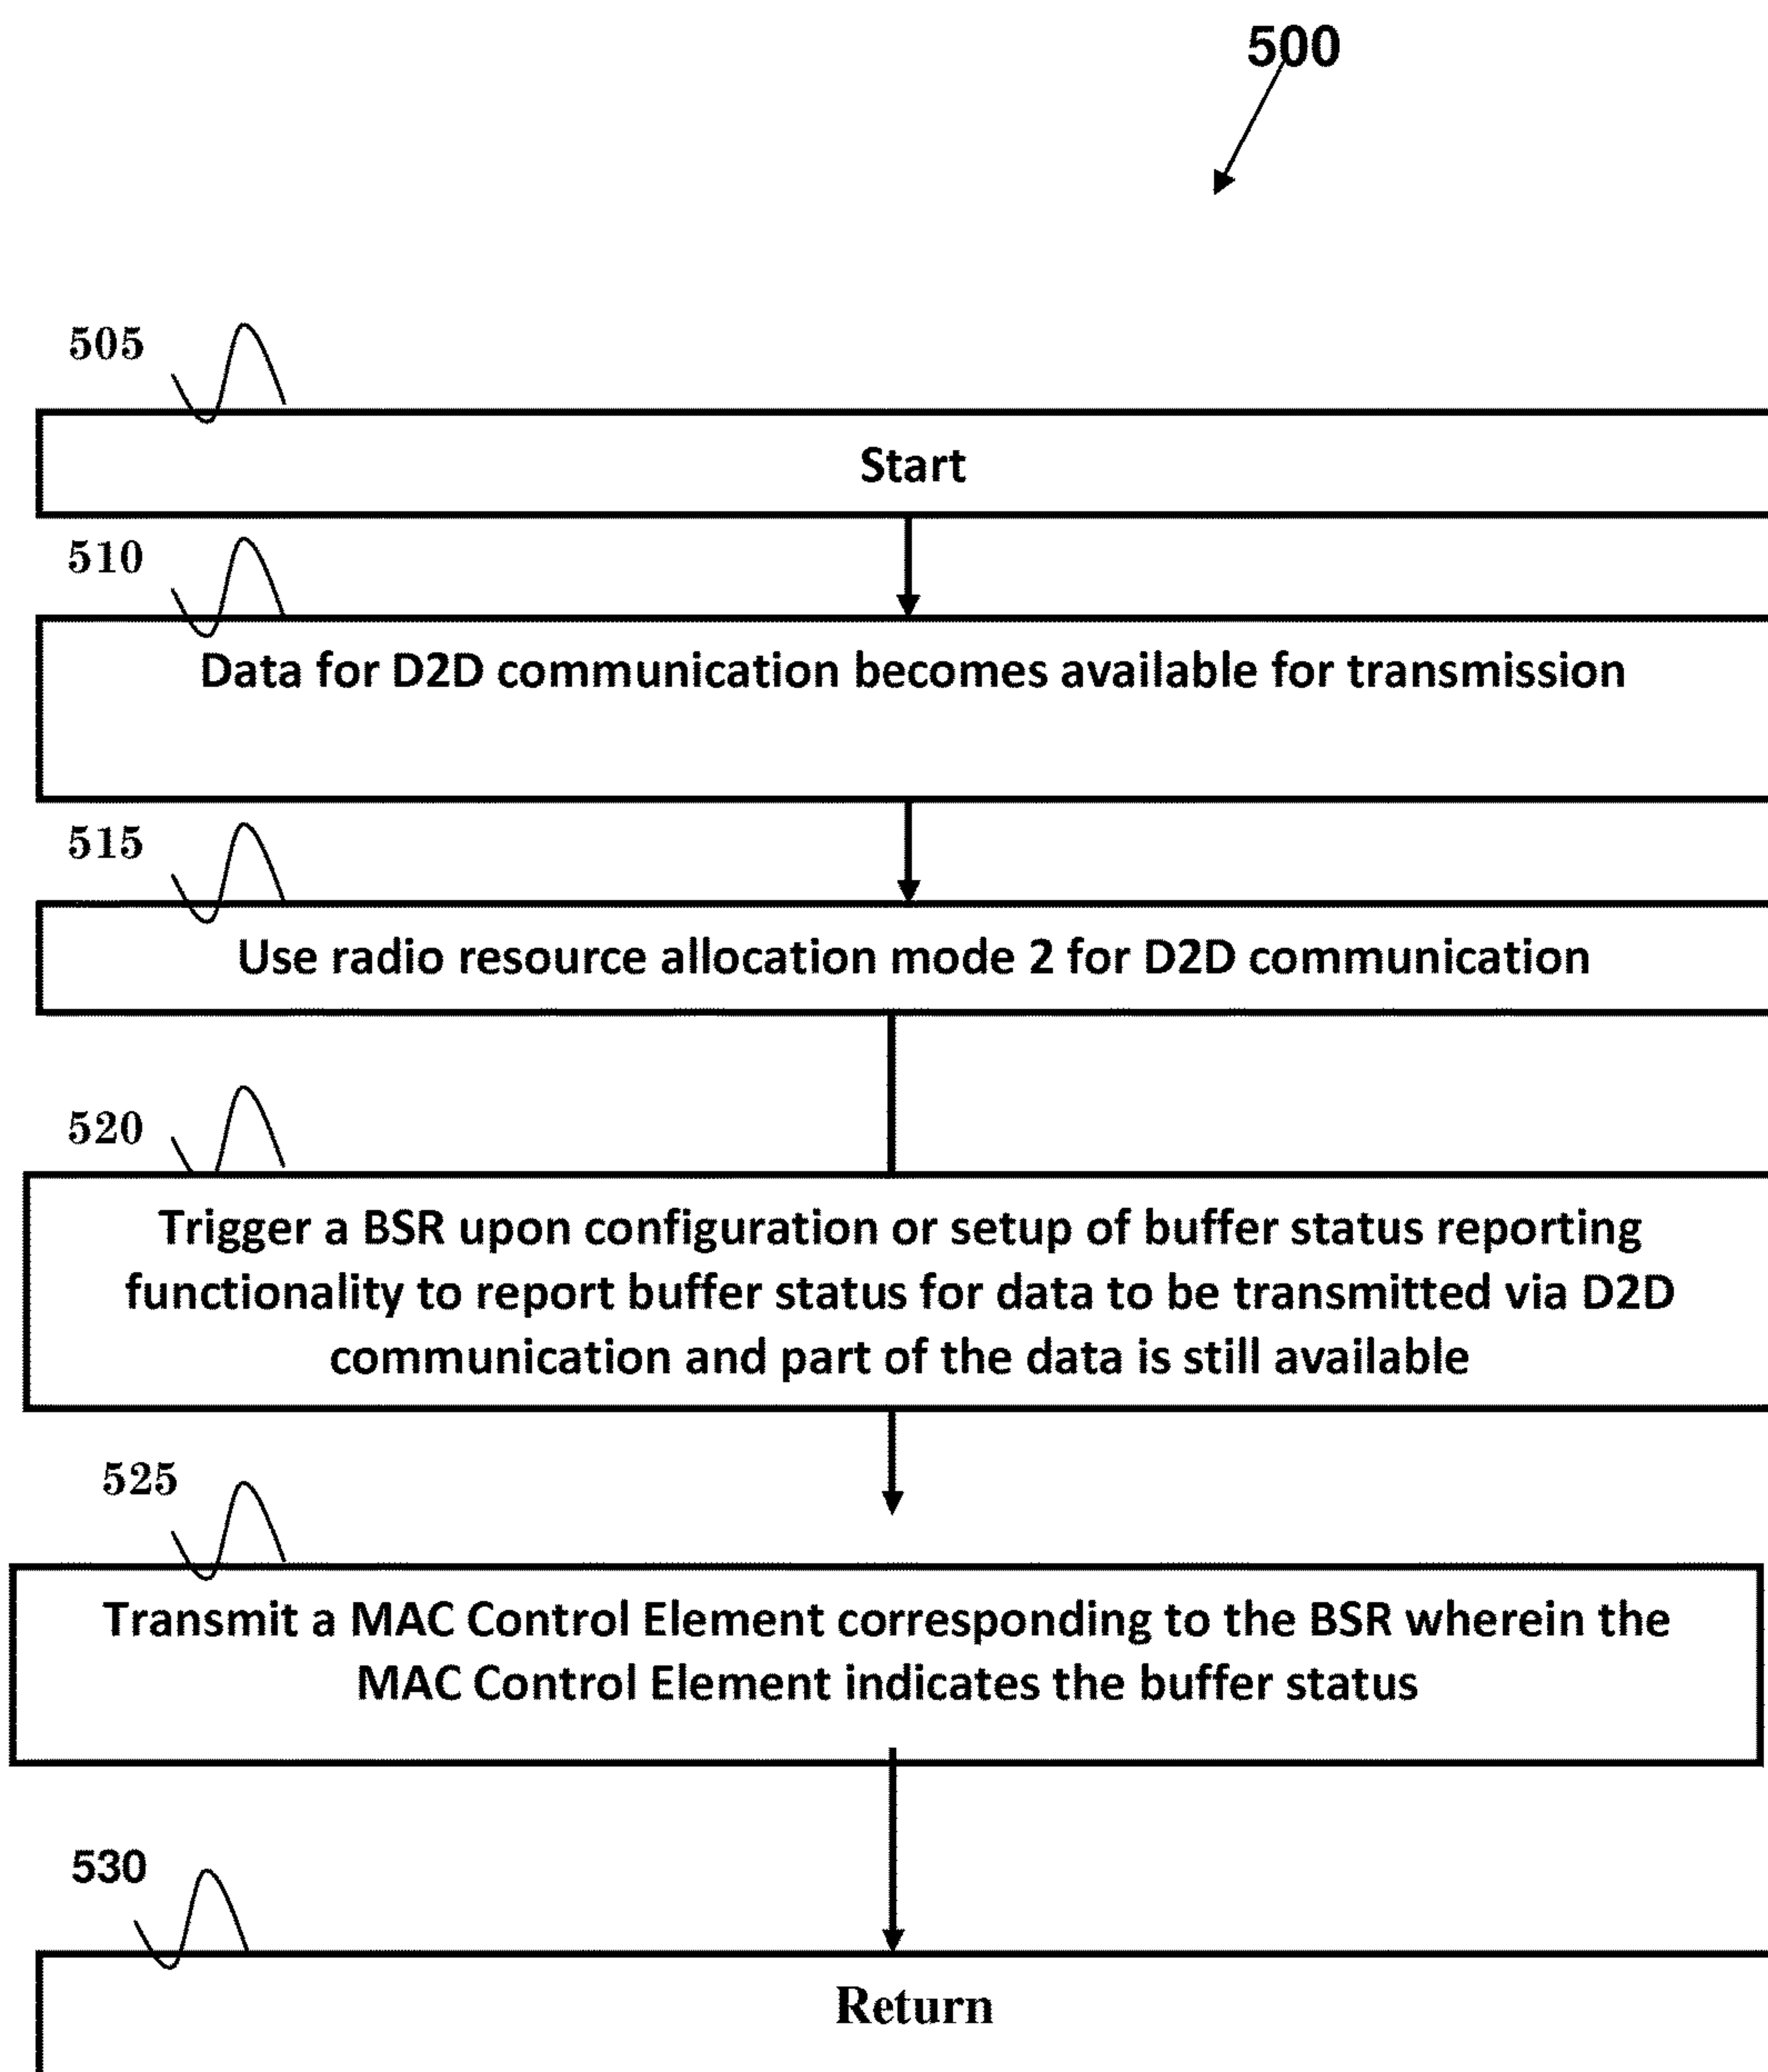 500
505
Start
510
Data for D2D communication becomes available for transmission
515
Use radio resource allocation mode 2 for D2D communication
520
Trigger a BSR upon configuration or setup of buffer status reporting
functionality to report buffer status for data to be transmitted via D2D
communication and part of the data is still available
525
Transmit a MAC Control Element corresponding to the BSR wherein the
MAC Control Element indicates the buffer status
530
Return